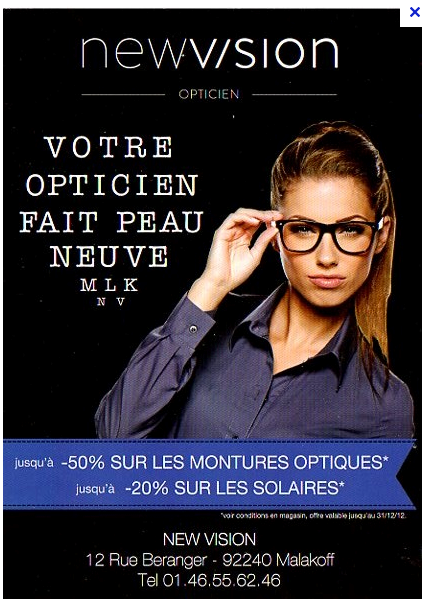 newvision
OPTICIEN
VOTRE
OPTICIEN
FAIT PEAU
NEUVE
M L K
N V
jusqu'à -50% SUR LES MONTURES OPTIQUES*
jusqu'à -20% SUR LES SOLAIRES*
*voir conditions en magasin, offre valable jusqu'au 31/12/12.
NEW VISION
12 Rue Beranger - 92240 Malakoff
Tel 01.46.55.62.46